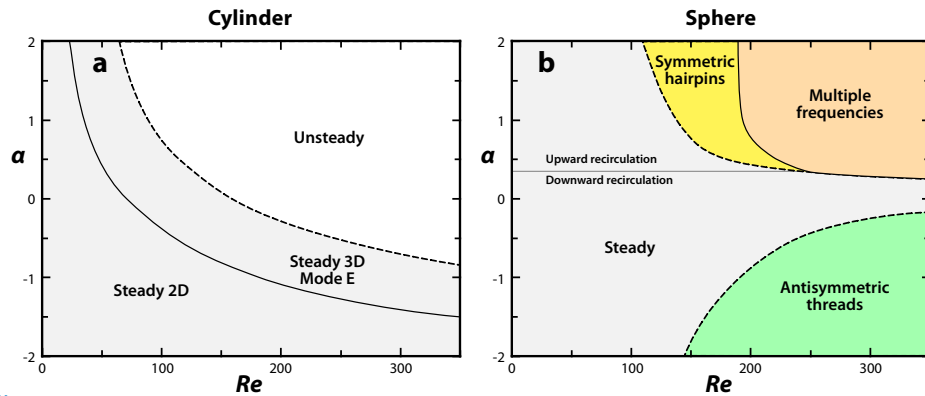 Cylinder
Sphere
a
2
1
0
-1
-2
α
Unsteady
Steady 3D
Mode E
Steady 2D
0
100
200
300
Re
b
2
1
0
-1
-2
α
Symmetric
hairpins
Multiple
frequencies
Upward recirculation
Downward recirculation
Steady
Antisymmetric
threads
0
100
200
300
Re